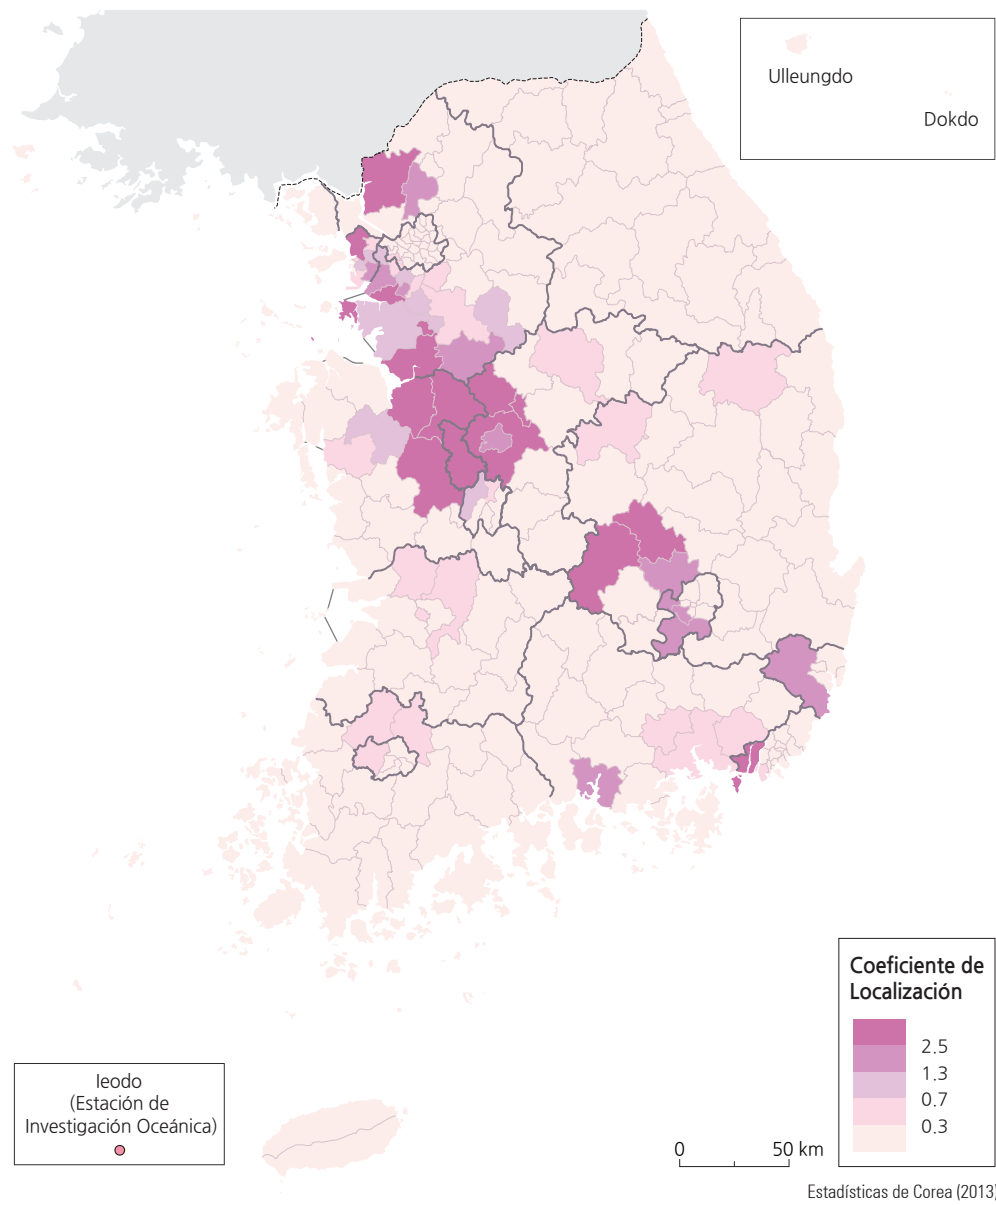 Ulleungdo
Dokdo
Coeficiente de
Localización
2.5
1.3
0.7
0.3
Ieodo
(Estación de
Investigación Oceánica)
0 50 km
Estadísticas de Corea (2013)